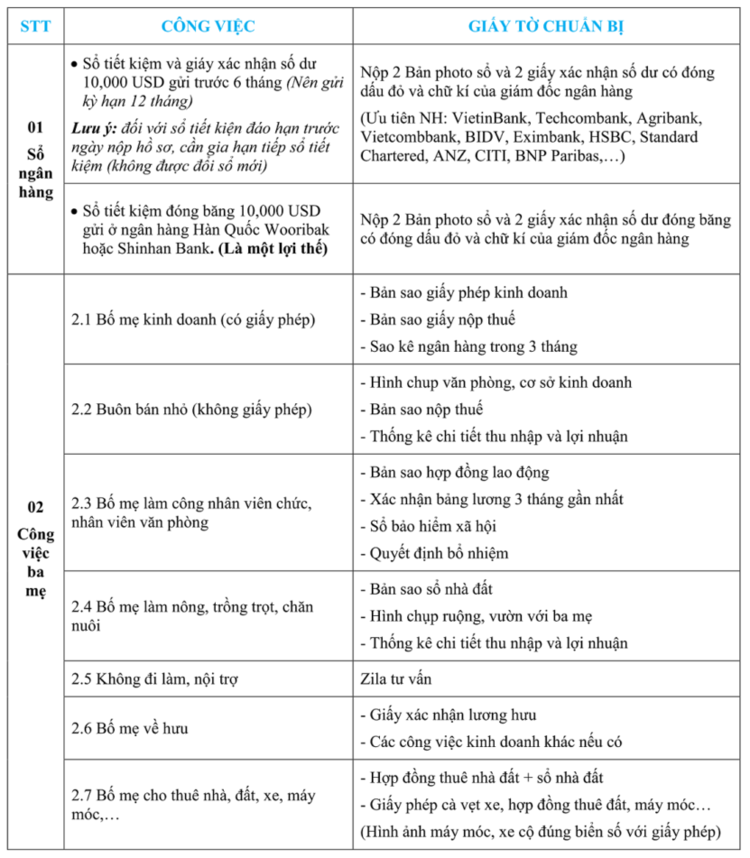 STT
CÔNG VIỆC
GIẤY TỜ CHUẨN BỊ
01
Sổ
ngân
hàng
• Sổ tiết kiệm và giáy xác nhận số dư
10,000 USD gửi trước 6 tháng (Nên gửi
kỳ hạn 12 tháng)
Lưu ý: đối với sổ tiết kiện đáo hạn trước
ngày nộp hồ sơ, cần gia hạn tiếp sổ tiết
kiệm (không được đổi sổ mới)
Nộp 2 Bản photo sổ và 2 giấy xác nhận số dư có đóng
dấu đỏ và chữ kí của giám đốc ngân hàng
(Ưu tiên NH: VietinBank, Techcombank, Agribank,
Vietcombbank, BIDV, Eximbank, HSBC, Standard
Chartered, ANZ, CITI, BNP Paribas,…)
• Sổ tiết kiệm đóng băng 10,000 USD
gửi ở ngân hàng Hàn Quốc Wooribak
hoặc Shinhan Bank. (Là một lợi thế)
Nộp 2 Bản photo sổ và 2 giấy xác nhận số dư đóng băng
có đóng dấu đỏ và chữ kí của giám đốc ngân hàng
02
Công
việc
ba
mẹ
2.1 Bố mẹ kinh doanh (có giấy phép)
- Bản sao giấy phép kinh doanh
- Bản sao giấy nộp thuế
- Sao kê ngân hàng trong 3 tháng
2.2 Buôn bán nhỏ (không giấy phép)
- Hình chup văn phòng, cơ sở kinh doanh
- Bản sao nộp thuế
- Thống kê chi tiết thu nhập và lợi nhuận
2.3 Bố mẹ làm công nhân viên chức,
nhân viên văn phòng
- Bản sao hợp đồng lao động
- Xác nhận bảng lương 3 tháng gần nhất
- Sổ bảo hiểm xã hội
- Quyết định bổ nhiệm
2.4 Bố mẹ làm nông, trồng trọt, chăn
nuôi
- Bản sao sổ nhà đất
- Hình chụp ruộng, vườn với ba mẹ
- Thống kê chi tiết thu nhập và lợi nhuận
2.5 Không đi làm, nội trợ
Zila tư vấn
2.6 Bố mẹ về hưu
- Giấy xác nhận lương hưu
- Các công việc kinh doanh khác nếu có
2.7 Bố mẹ cho thuê nhà, đất, xe, máy
móc,…
- Hợp đồng thuê nhà đất + sổ nhà đất
- Giấy phép cà vẹt xe, hợp đồng thuê đất, máy móc…
(Hình ảnh máy móc, xe cộ đúng biển số với giấy phép)